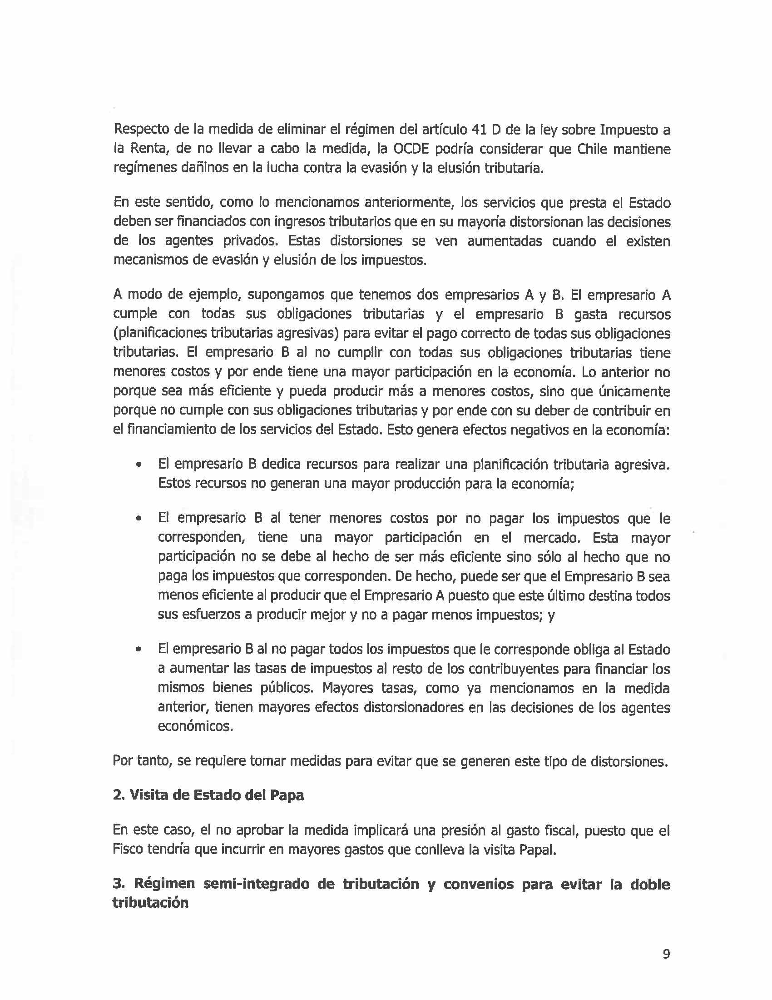 Respecto de la medida de eliminar el régimen del artículo 41 D de la ley sobre Impuesto a
la Renta, de no llevar a cabo la medida, la OCDE podría considerar que Chile mantiene
regímenes dañinos en la lucha contra la evasión y la elusión tributaria.
En este sentido, como lo mencionamos anteriormente, los servicios que presta el Estado
deben ser financiados con ingresos tributarios que en su mayoría distorsionan las decisiones
de los agentes privados. Estas distorsiones se ven aumentadas cuando el existen
mecanismos de evasión y elusión de los impuestos.
A modo de ejemplo, supongamos que tenemos dos empresarios A y B. El empresario A
cumple con todas sus obligaciones tributarias y el empresario B gasta recursos
(planificaciones tributarias agresivas) para evitar el pago correcto de todas sus obligaciones
tributarias. El empresario B al no cumplir con todas sus obligaciones tributarias tiene
menores costos y por ende tiene una mayor participación en la economía. Lo anterior no
porque sea más eficiente y pueda producir más a menores costos, sino que únicamente
porque no cumple con sus obligaciones tributarias y por ende con su deber de contribuir en
el financiamiento de los servicios del Estado. Esto genera efectos negativos en la economía:
• El empresario B dedica recursos para realizar una planificación tributaria agresiva.
Estos recursos no generan una mayor producción para la economía;
• El empresario B al tener menores costos por no pagar los impuestos que le
corresponden, tiene una mayor participación en el mercado. Esta mayor
participación no se debe al hecho de ser más eficiente sino sólo al hecho que no
paga los impuestos que corresponden. De hecho, puede ser que el Empresario B sea
menos eficiente al producir que el Empresario A puesto que este último destina todos
sus esfuerzos a producir mejor y no a pagar menos impuestos; y
• El empresario B al no pagar todos los impuestos que le corresponde obliga al Estado
a aumentar las tasas de impuestos al resto de los contribuyentes para financiar los
mismos bienes públicos. Mayores tasas, como ya mencionamos en la medida
anterior, tienen mayores efectos distorsionadores en las decisiones de los agentes
económicos.
Por tanto, se requiere tomar medidas para evitar que se generen este tipo de distorsiones.
2. Visita de Estado del Papa
En este caso, el no aprobar la medida implicará una presión al gasto fiscal, puesto que el
Fisco tendría que incurrir en mayores gastos que conlleva la visita Papal.
3. Régimen semi-integrado de tributación y convenios para evitar la doble
tributación
9